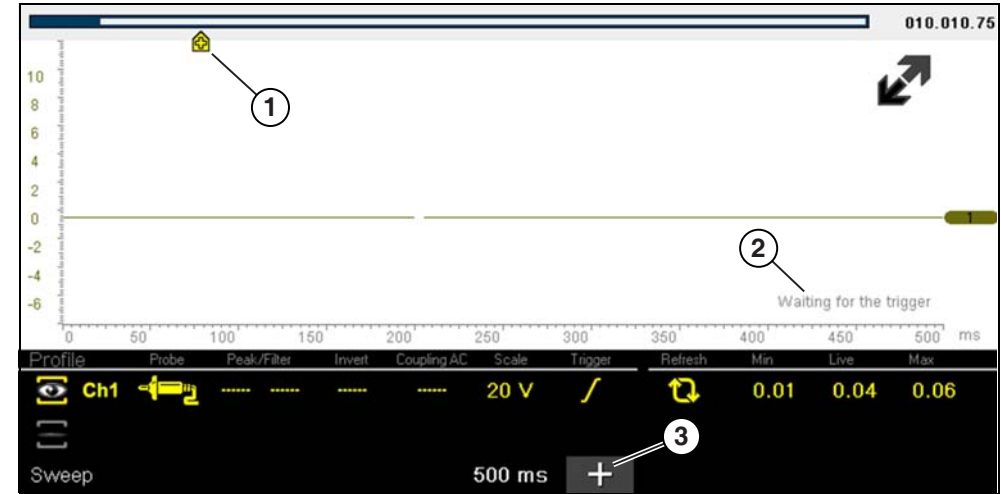 010.010.75
1
10
8
6
4
2
0
-2
-4
-6
1
2
Waiting for the trigger
0 50 100 150 200 250 300 350 400 450 500 ms
Profile Probe Peak/Filter Invert Coupling AC Scale Trigger Refresh Min Live Max
Ch1 ------ ------ ------ ------ 20 V 0.01 0.04 0.06
3
Sweep 500 ms +